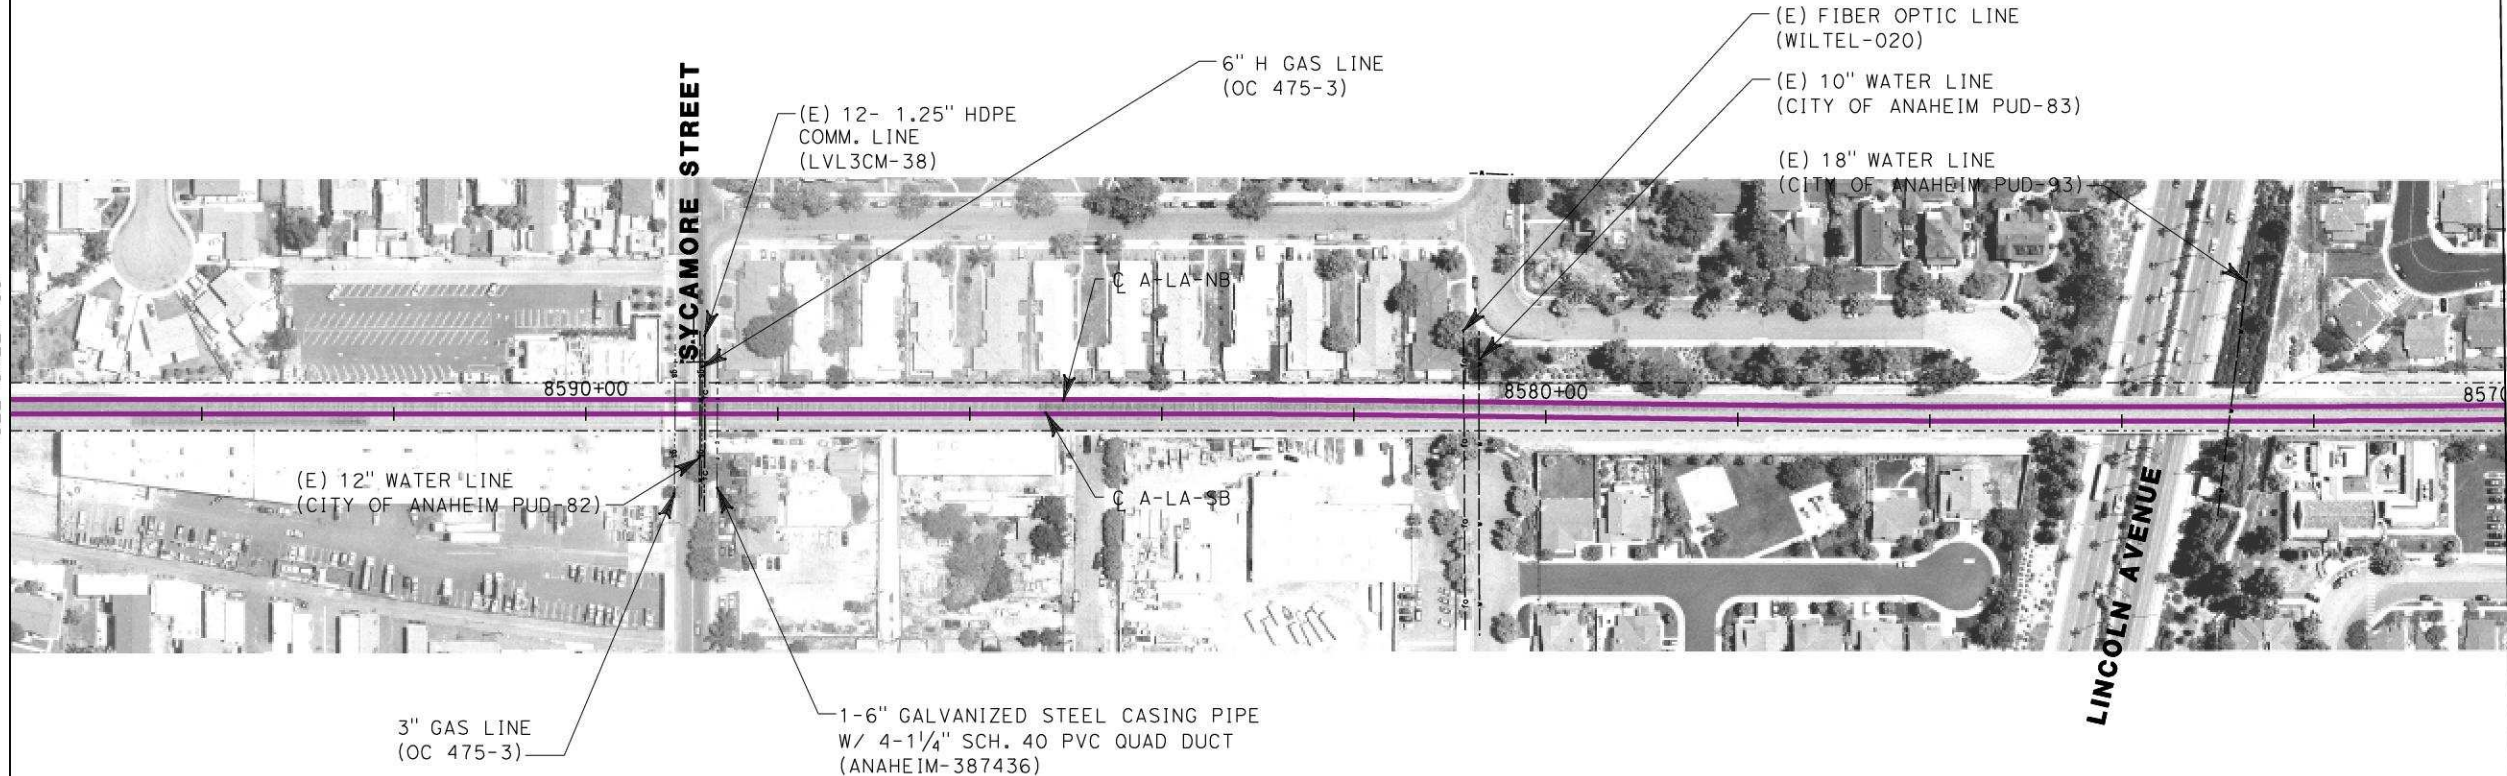 (E) FIBER OPTIC LINE
(WILTEL-020)
6" H GAS LINE
(OC 475-3)
(E) 10" WATER LINE
(CITY OF ANAHEIM PUD-83)
(E) 12- 1.25" HDPE
COMM. LINE
(LVL3CM-38)
(E) 18" WATER LINE
(CITY OF ANAHEIM PUD-93)
SYCAMORE STREET
℄ A-LA-NB
8590+00
8580+00
8570
(E) 12" WATER LINE
(CITY OF ANAHEIM PUD-82)
℄ A-LA-SB
LINCOLN AVENUE
3" GAS LINE
(OC 475-3)
1-6" GALVANIZED STEEL CASING PIPE
W/ 4-1¼" SCH. 40 PVC QUAD DUCT
(ANAHEIM-387436)